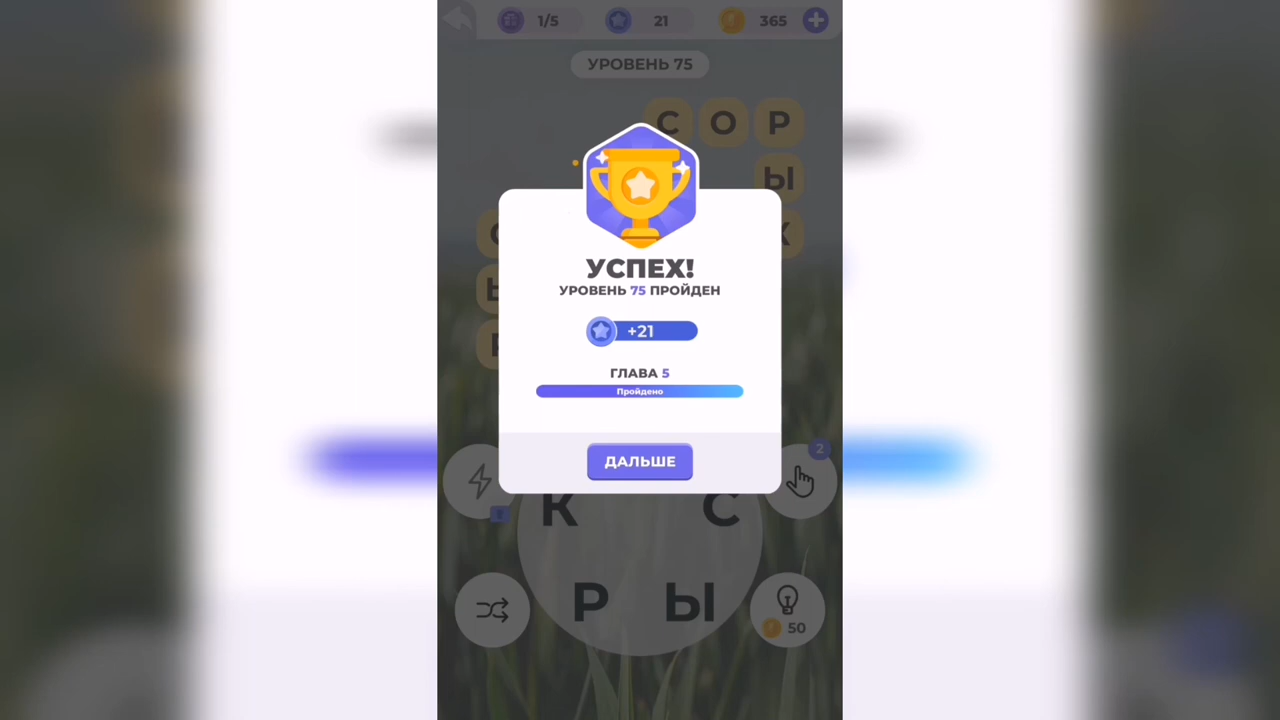 1/5 21 365
УРОВЕНЬ 75
С О Р
Ы
УСПЕХ!
УРОВЕНЬ 75 ПРОЙДЕН
+21
ГЛАВА 5
Пройдено
ДАЛЬШЕ
2
К С
Р Ы
50